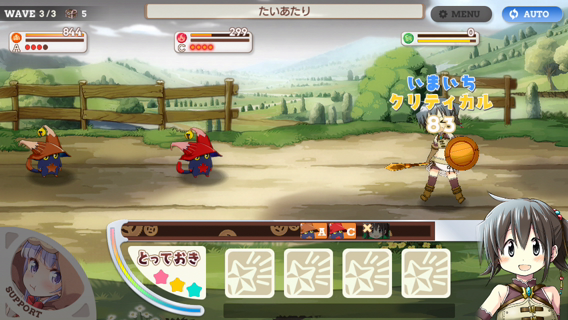 WAVE 3/3 5
たいあたり
MENU
AUTO
844
A
299
C
0
いまいち
クリティカル
A C
とっておき
SUPPORT